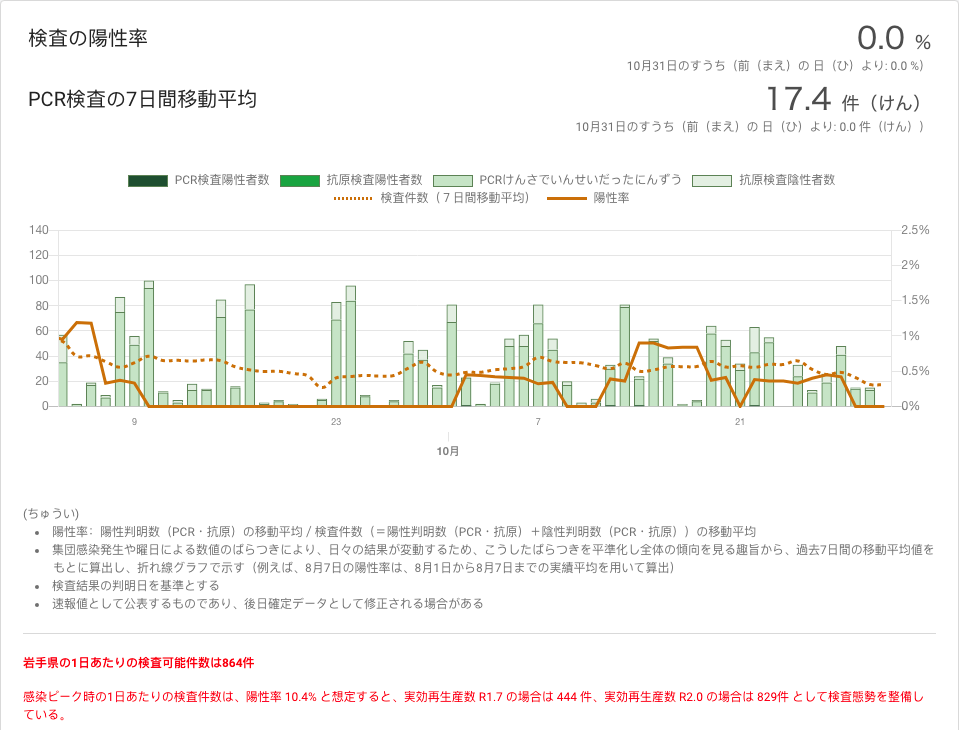 検査の陽性率
0.0 %
10月31日のすうち（前（まえ）の 日（ひ）より: 0.0 %）
PCR検査の7日間移動平均
17.4 件（けん）
10月31日のすうち（前（まえ）の 日（ひ）より: 0.0 件（けん））
PCR検査陽性者数 抗原検査陽性者数 PCRけんさでいんせいだったにんずう 抗原検査陰性者数
検査件数（７日間移動平均） 陽性率
140 2.5%
120 2%
100
80 1.5%
60 1%
40 0.5%
20
0 0%
9 23 7 21
10月
(ちゅうい)
陽性率：陽性判明数（PCR・抗原）の移動平均 / 検査件数（＝陽性判明数（PCR・抗原）＋陰性判明数（PCR・抗原））の移動平均
集団感染発生や曜日による数値のばらつきにより、日々の結果が変動するため、こうしたばらつきを平準化し全体の傾向を見る趣旨から、過去7日間の移動平均値を
もとに算出し、折れ線グラフで示す（例えば、8月7日の陽性率は、8月1日から8月7日までの実績平均を用いて算出）
検査結果の判明日を基準とする
速報値として公表するものであり、後日確定データとして修正される場合がある
岩手県の1日あたりの検査可能件数は864件
感染ピーク時の1日あたりの検査件数は、陽性率 10.4% と想定すると、実効再生産数 R1.7 の場合は 444 件、実効再生産数 R2.0 の場合は 829件 として検査態勢を整備し
ている。